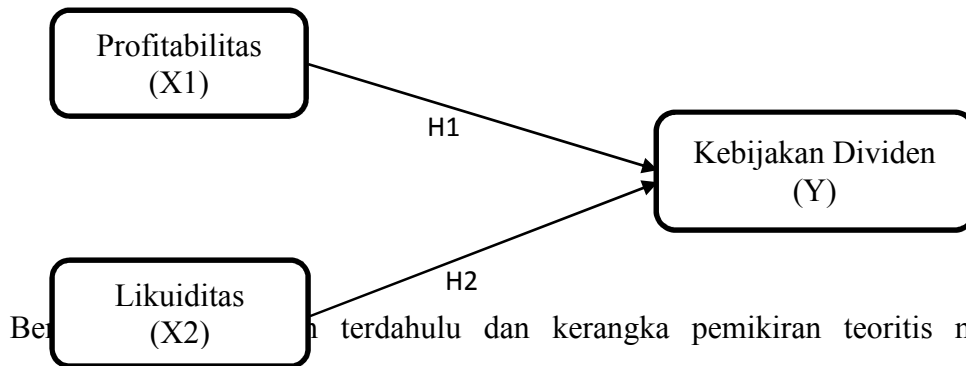 Profitabilitas
(X1)
H1
Kebijakan Dividen
(Y)
H2
Likuiditas
(X2)
terdahulu dan kerangka pemikiran teoritis